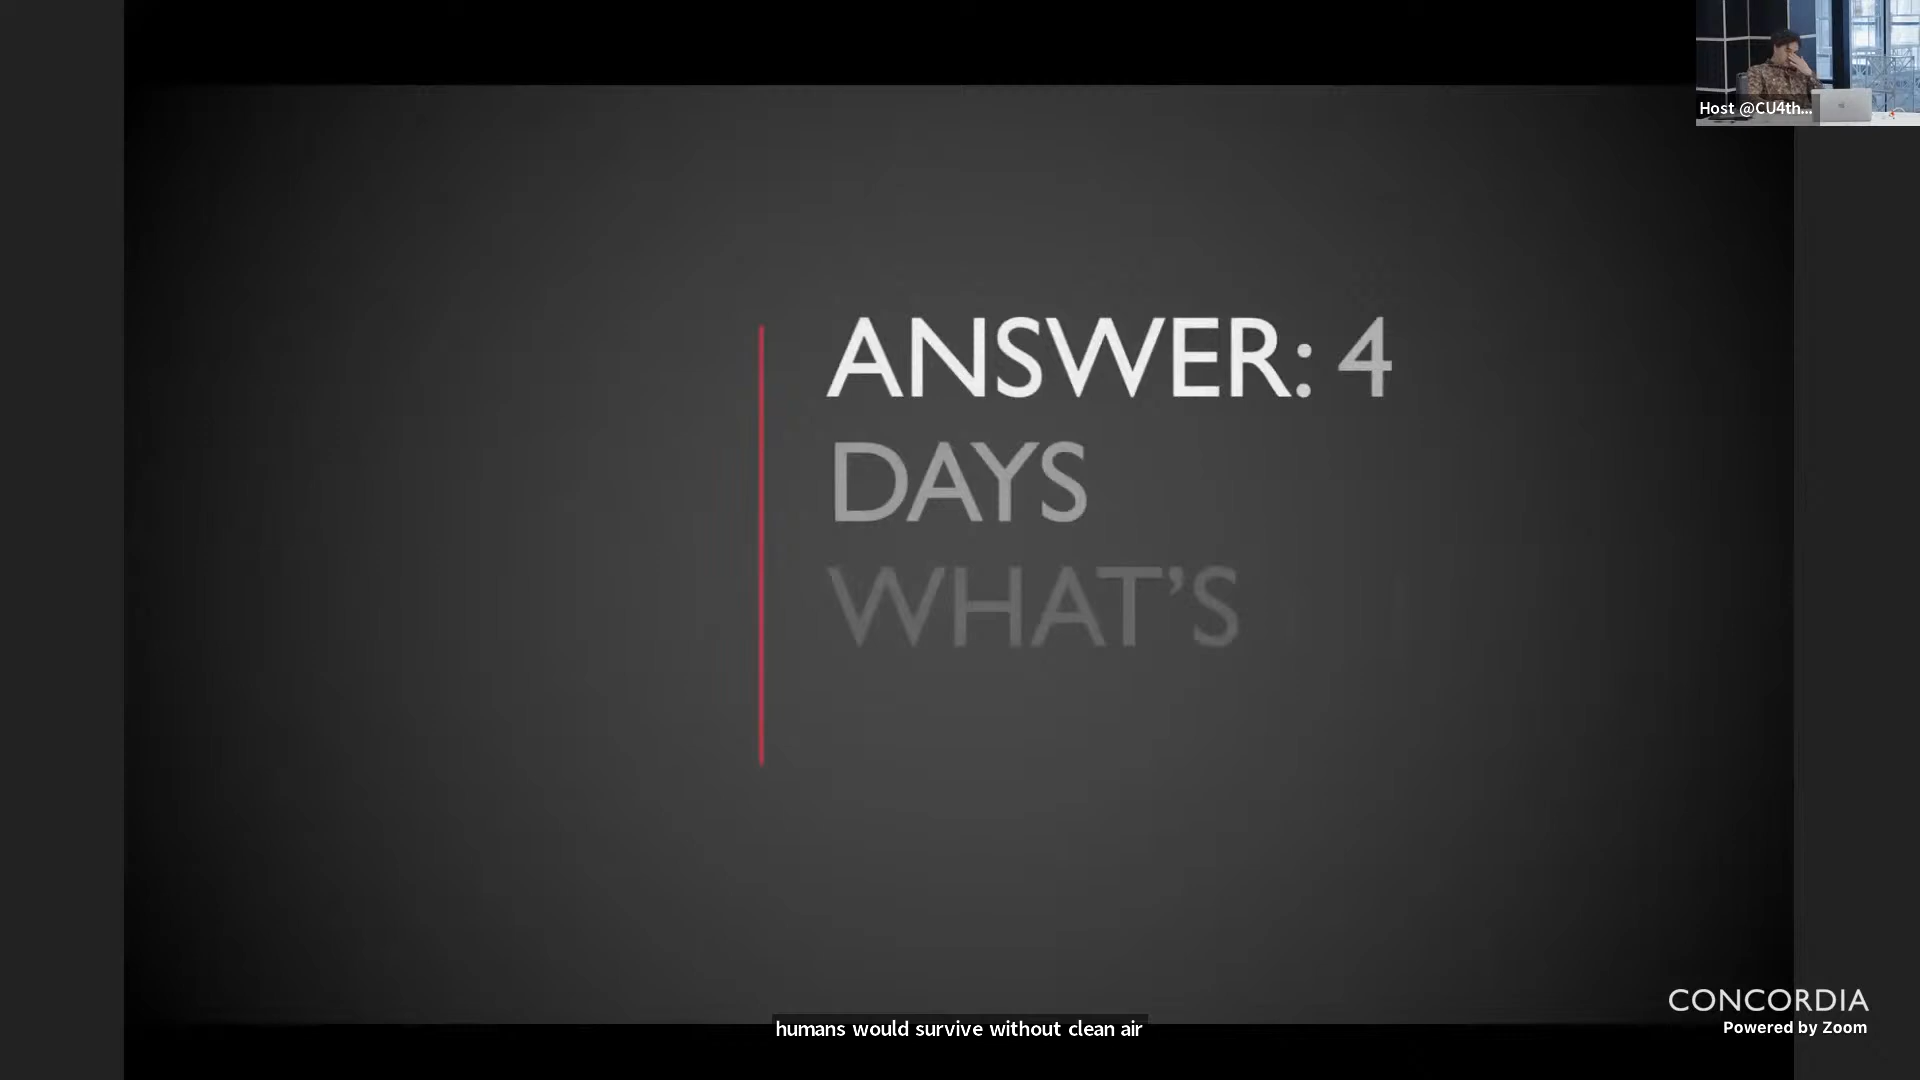 Host @CU4th...
ANSWER: 4
DAYS
WHAT'S
humans would survive without clean air
CONCORDIA
Powered by Zoom